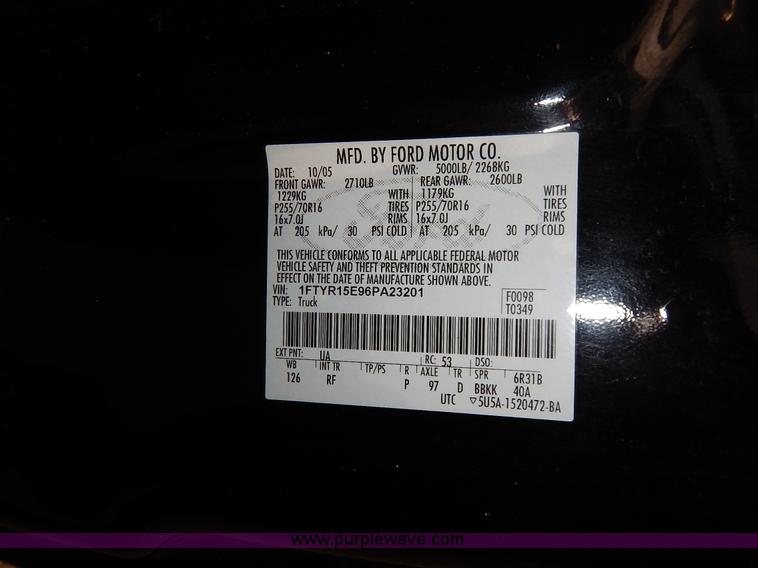 MFD. BY FORD MOTOR CO.
DATE: 10/05 GVWR: 5000LB/ 2268KG
FRONT GAWR: 2710LB REAR GAWR: 2600LB
1229KG WITH 1179KG WITH
P255/70R16 TIRES P255/70R16 TIRES
16x7.0J RIMS 16x7.0J RIMS
AT 205 kPa/ 30 PSI COLD AT 205 kPa/ 30 PSI COLD
THIS VEHICLE CONFORMS TO ALL APPLICABLE FEDERAL MOTOR
VEHICLE SAFETY AND THEFT PREVENTION STANDARDS IN
EFFECT ON THE DATE OF MANUFACTURE SHOWN ABOVE.
VIN: 1FTYR15E96PA23201 F0098
TYPE: Truck T0349
EXT PNT: UA RC: 53 DSO:
WB INT TR TP/PS R AXLE TR SPR 6R31B
126 RF P 97 D BBKK 40A
UTC ▽5U5A-1520472-BA
Ford
www.purplewave.com